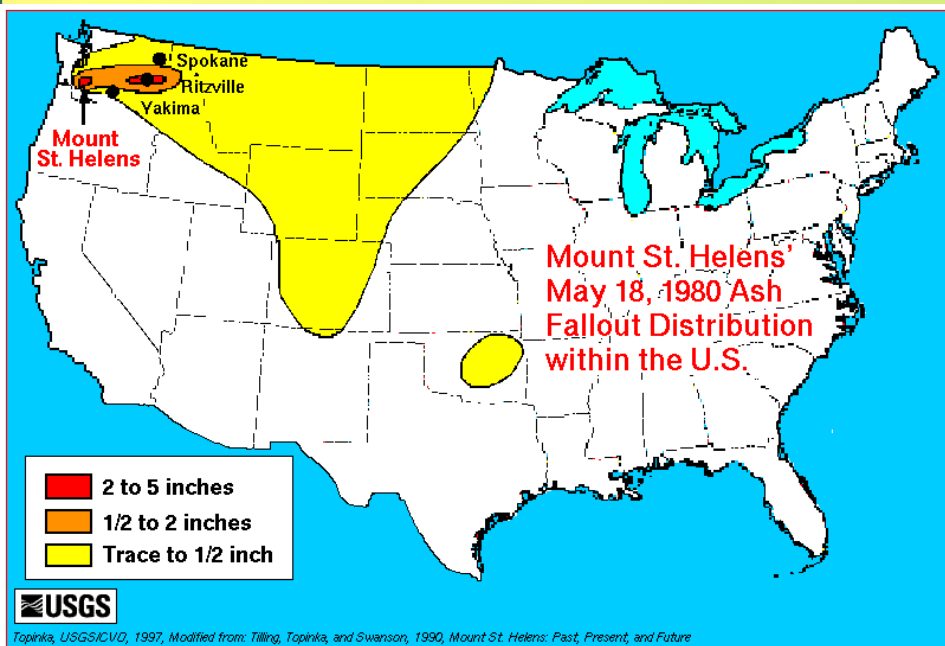 Spokane
Ritzville
Yakima
Mount
St. Helens
Mount St. Helens'
May 18, 1980 Ash
Fallout Distribution
within the U.S.
2 to 5 inches
1/2 to 2 inches
Trace to 1/2 inch
USGS
Topinka, USGS/CVO, 1997, Modified from: Tilling, Topinka, and Swanson, 1990, Mount St. Helens: Past, Present, and Future